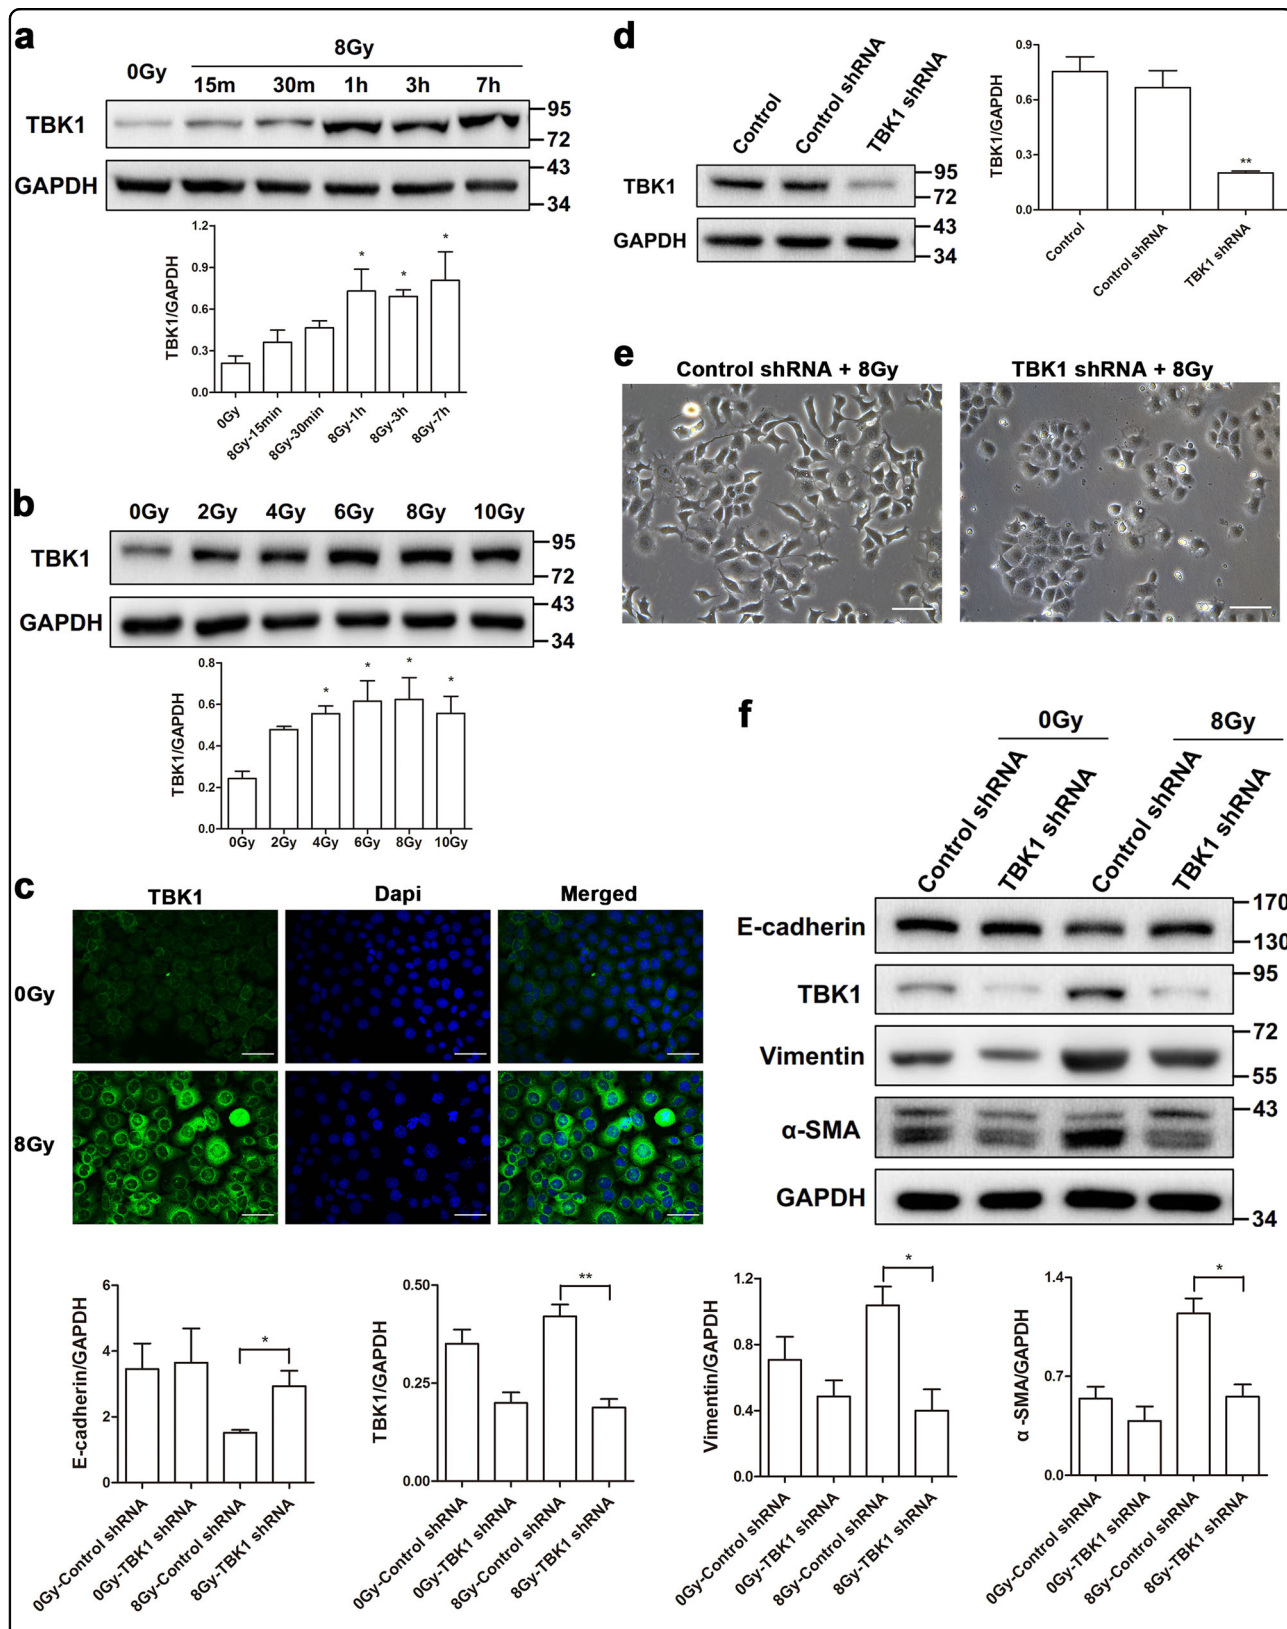 a
8Gy
0Gy
15m 30m 1h 3h 7h
TBK1
95
72
GAPDH
43
34
TBK1/GAPDH
1.2
0.9
0.6
0.3
0.0
* * *
0Gy
8Gy-15min
8Gy-30min
8Gy-1h
8Gy-3h
8Gy-7h
b
0Gy 2Gy 4Gy 6Gy 8Gy 10Gy
TBK1
95
72
GAPDH
43
34
TBK1/GAPDH
0.8
0.6
0.4
0.2
0.0
* * * *
0Gy 2Gy 4Gy 6Gy 8Gy 10Gy
c
TBK1 Dapi Merged
0Gy
8Gy
d
Control
Control shRNA
TBK1 shRNA
TBK1
95
72
GAPDH
43
34
TBK1/GAPDH
0.9
0.6
0.3
0.0
**
Control
Control shRNA
TBK1 shRNA
e
Control shRNA + 8Gy
TBK1 shRNA + 8Gy
f
0Gy 8Gy
Control shRNA
TBK1 shRNA
Control shRNA
TBK1 shRNA
E-cadherin
170
130
TBK1
95
Vimentin
72
55
α-SMA
43
GAPDH
34
E-cadherin/GAPDH
6
4
2
0
*
0Gy-Control shRNA
0Gy-TBK1 shRNA
8Gy-Control shRNA
8Gy-TBK1 shRNA
TBK1/GAPDH
0.50
0.25
0.00
**
0Gy-Control shRNA
0Gy-TBK1 shRNA
8Gy-Control shRNA
8Gy-TBK1 shRNA
Vimentin/GAPDH
1.2
0.8
0.4
0.0
*
0Gy-Control shRNA
0Gy-TBK1 shRNA
8Gy-Control shRNA
8Gy-TBK1 shRNA
α -SMA/GAPDH
1.4
0.7
0.0
*
0Gy-Control shRNA
0Gy-TBK1 shRNA
8Gy-Control shRNA
8Gy-TBK1 shRNA